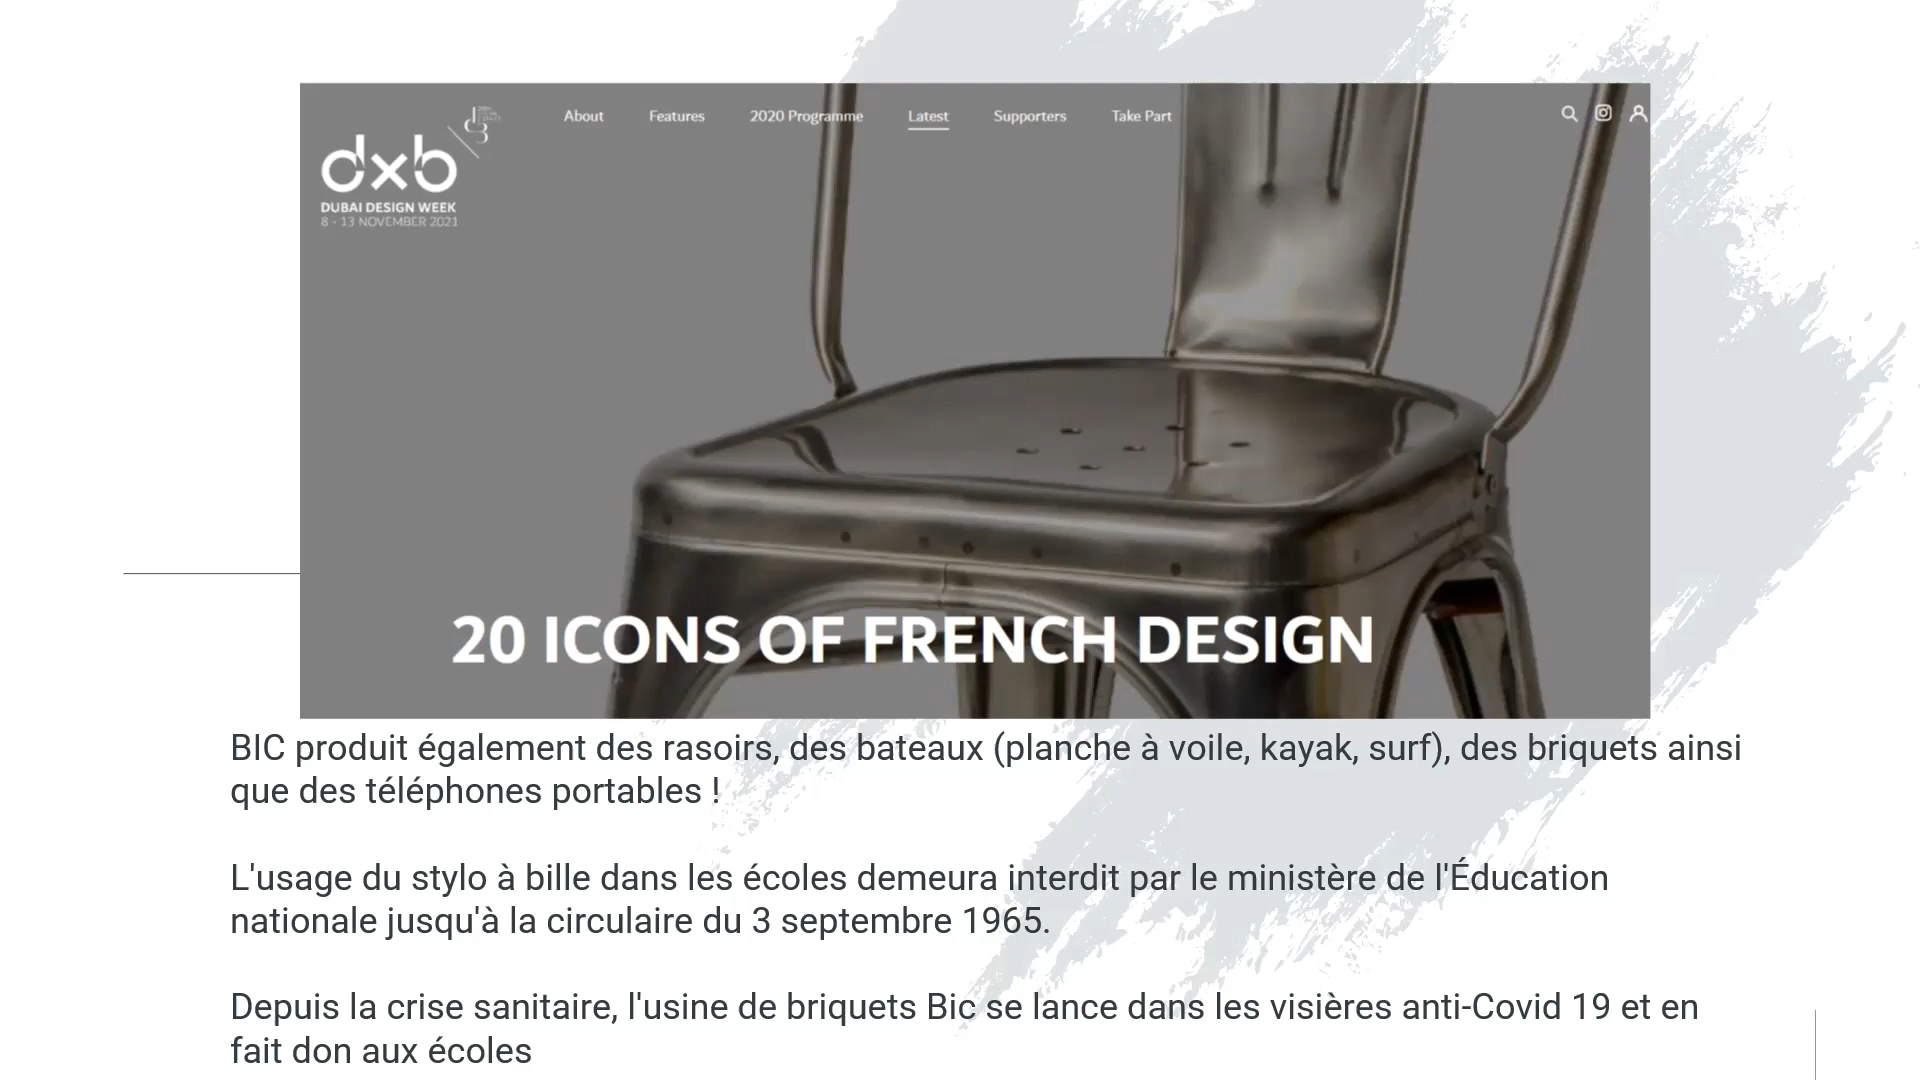 About Features 2020 Programme Latest Supporters Take Part
dxb
DUBAI DESIGN WEEK
8 - 13 NOVEMBER 2021
20 ICONS OF FRENCH DESIGN
BIC produit également des rasoirs, des bateaux (planche à voile, kayak, surf), des briquets ainsi
que des téléphones portables !
L'usage du stylo à bille dans les écoles demeura interdit par le ministère de l'Éducation
nationale jusqu'à la circulaire du 3 septembre 1965.
Depuis la crise sanitaire, l'usine de briquets Bic se lance dans les visières anti-Covid 19 et en
fait don aux écoles